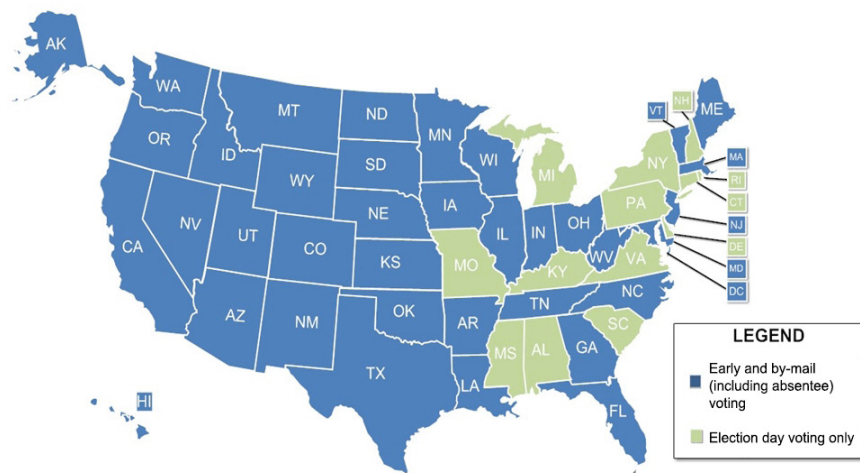 AK
WA
MT
ND
MN
VT
NH
ME
OR
ID
SD
WI
MI
NY
MA
RI
WY
CT
PA
NV
NE
IA
NJ
UT
IL
IN
OH
DE
CA
CO
KS
MO
WV
VA
MD
KY
DC
AZ
NM
OK
AR
TN
NC
SC
MS
AL
GA
TX
LA
FL
HI
LEGEND
Early and by-mail
(including absentee)
voting
Election day voting only